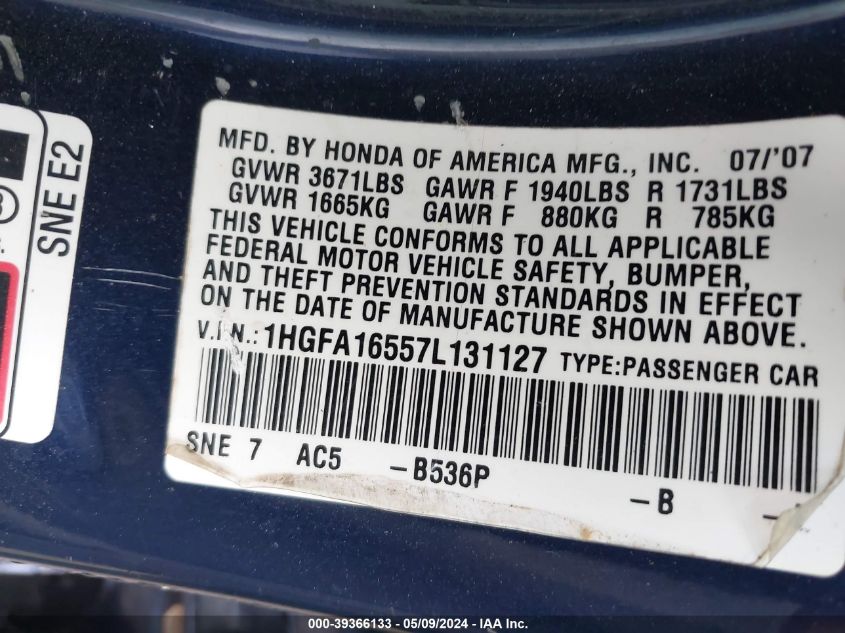 MFD. BY HONDA OF AMERICA MFG., INC. 07/'07
GVWR 3671LBS GAWR F 1940LBS R 1731LBS
GVWR 1665KG GAWR F 880KG R 785KG
THIS VEHICLE CONFORMS TO ALL APPLICABLE
FEDERAL MOTOR VEHICLE SAFETY, BUMPER,
AND THEFT PREVENTION STANDARDS IN EFFECT
ON THE DATE OF MANUFACTURE SHOWN ABOVE.
V.I.N.: 1HGFA16557L131127 TYPE:PASSENGER CAR
SNE 7 AC5 -B536P
-B -
SNE E2
000-39366133 — 05/09/2024 - IAA Inc.